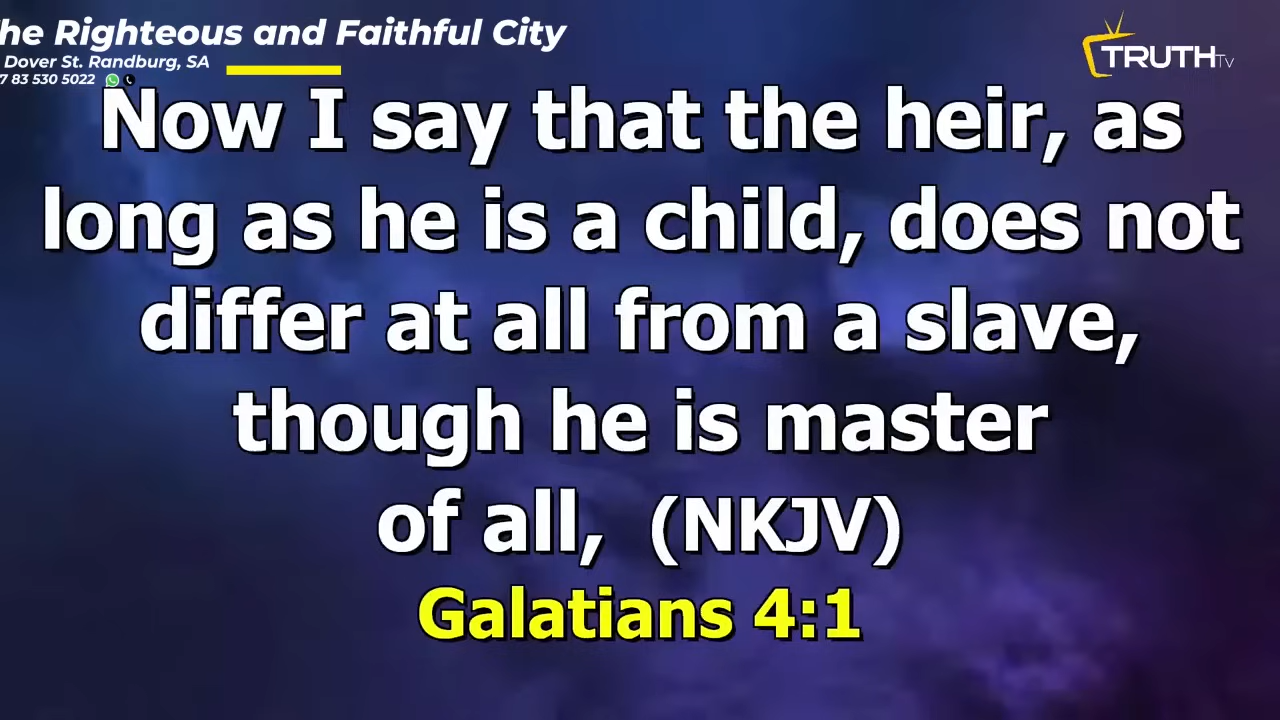 he Righteous and Faithful City
Dover St. Randburg, SA
7 83 530 5022
TRUTH TV
Now I say that the heir, as
long as he is a child, does not
differ at all from a slave,
though he is master
of all, (NKJV)
Galatians 4:1